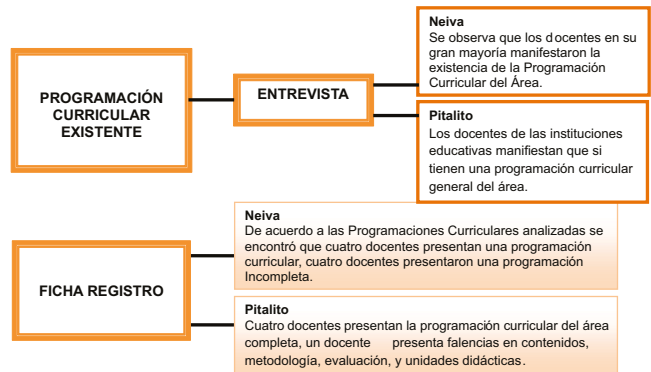 PROGRAMACIÓN
CURRICULAR
EXISTENTE
ENTREVISTA
Neiva
Se observa que los docentes en su
gran mayoría manifestaron la
existencia de la Programación
Curricular del Área.
Pitalito
Los docentes de las instituciones
educativas manifiestan que si
tienen una programación curricular
general del área.
FICHA REGISTRO
Neiva
De acuerdo a las Programaciones Curriculares analizadas se
encontró que cuatro docentes presentan una programación
curricular, cuatro docentes presentaron una programación
Incompleta.
Pitalito
Cuatro docentes presentan la programación curricular del área
completa, un docente presenta falencias en contenidos,
metodología, evaluación, y unidades didácticas.